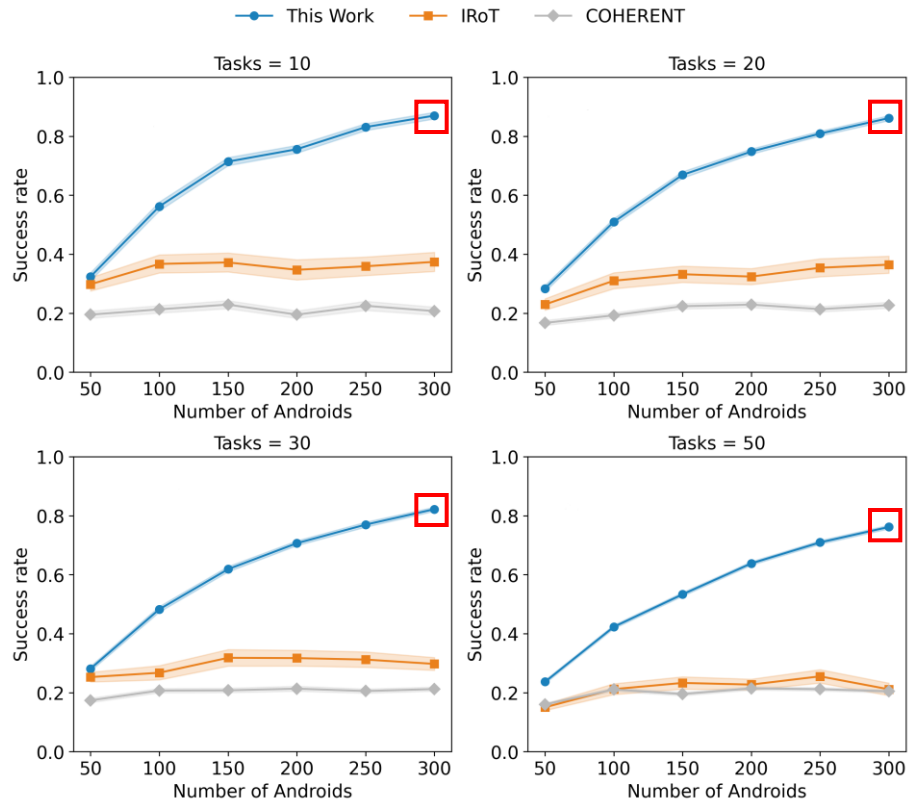 This Work IRoT COHERENT
Tasks = 10
Success rate
1.0
0.8
0.6
0.4
0.2
0.0
50 100 150 200 250 300
Number of Androids
Tasks = 20
Success rate
1.0
0.8
0.6
0.4
0.2
0.0
50 100 150 200 250 300
Number of Androids
Tasks = 30
Success rate
1.0
0.8
0.6
0.4
0.2
0.0
50 100 150 200 250 300
Number of Androids
Tasks = 50
Success rate
1.0
0.8
0.6
0.4
0.2
0.0
50 100 150 200 250 300
Number of Androids